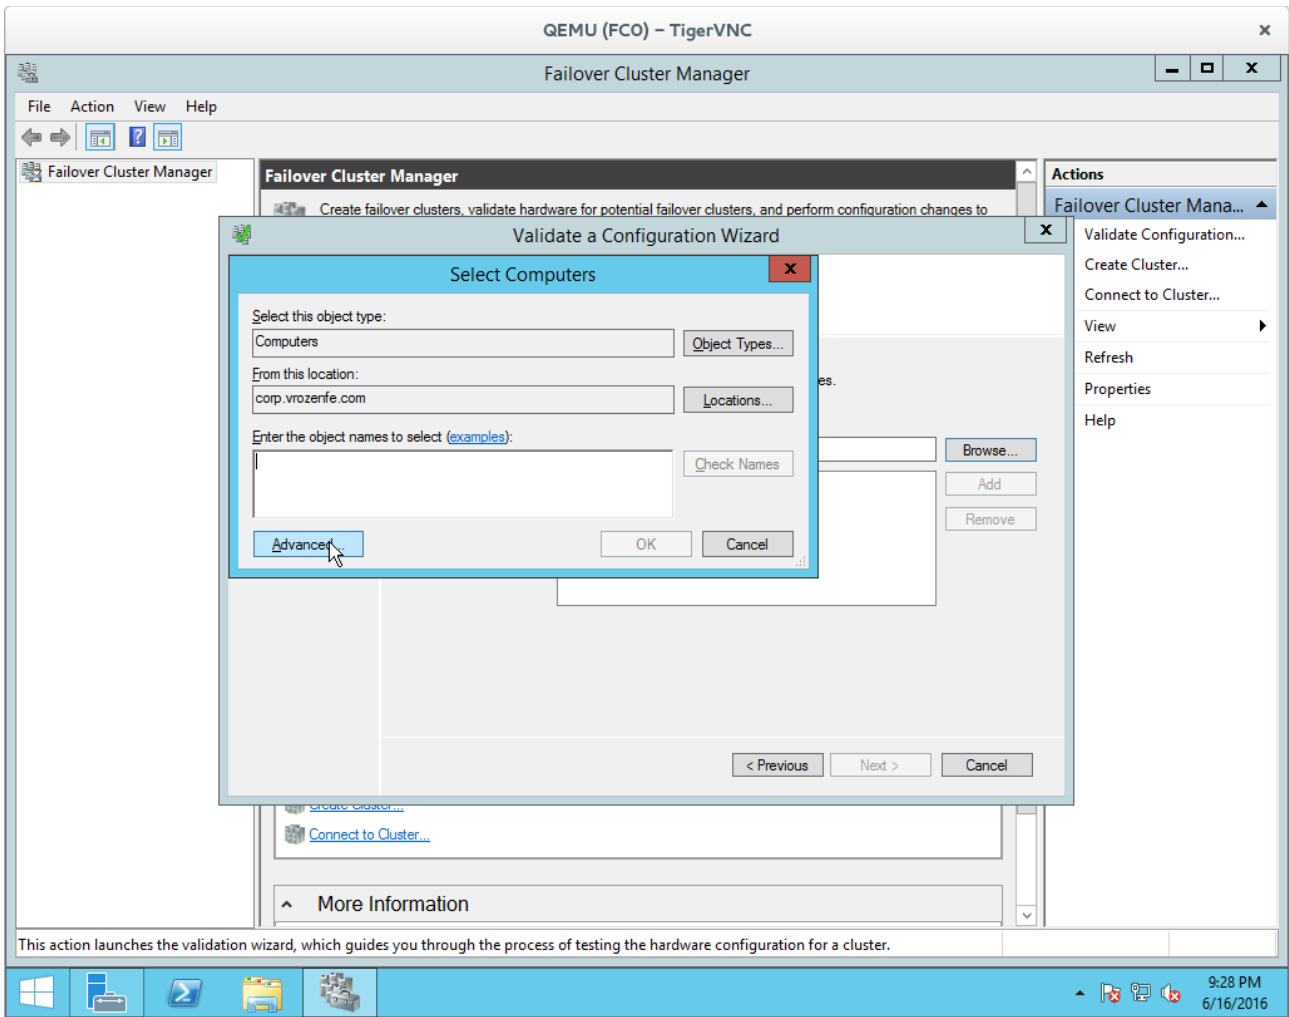 QEMU (FC0) – TigerVNC
Failover Cluster Manager
File Action View Help
Failover Cluster Manager
Failover Cluster Manager
Create failover clusters, validate hardware for potential failover clusters, and perform configuration changes to
Actions
Failover Cluster Mana...
Validate Configuration...
Create Cluster...
Connect to Cluster...
View
Refresh
Properties
Help
Validate a Configuration Wizard
Select Computers
Select this object type:
Computers
Object Types...
From this location:
corp.vrozenfe.com
Locations...
es.
Enter the object names to select (examples):
Check Names
Browse...
Add
Remove
Advanced...
OK
Cancel
< Previous
Next >
Cancel
Create Cluster...
Connect to Cluster...
More Information
This action launches the validation wizard, which guides you through the process of testing the hardware configuration for a cluster.
9:28 PM
6/16/2016